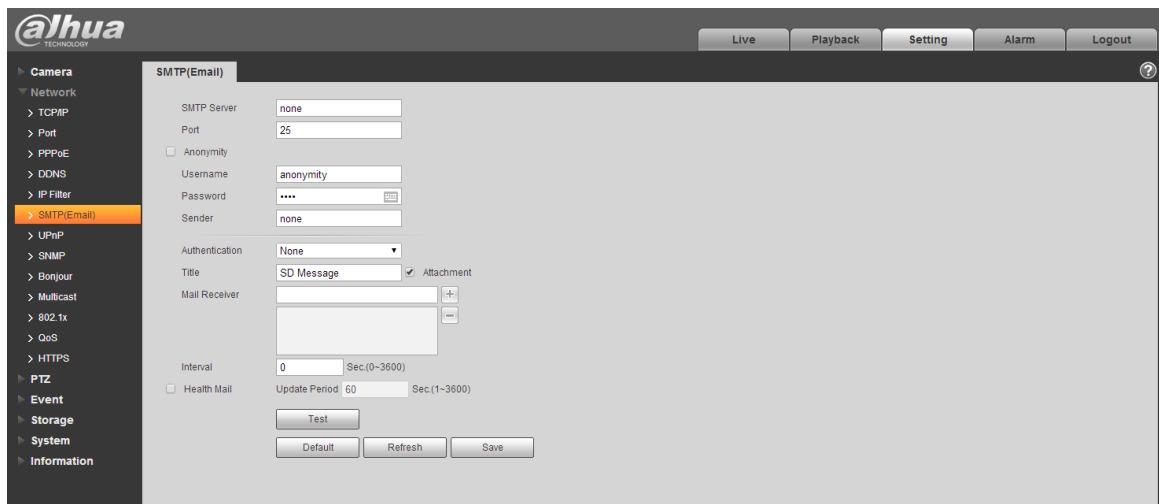 alhua
TECHNOLOGY
Live Playback Setting Alarm Logout
Camera
Network
TCP/IP
Port
PPPoE
DDNS
IP Filter
SMTP(Email)
UPnP
SNMP
Bonjour
Multicast
802.1x
QoS
HTTPS
PTZ
Event
Storage
System
Information
SMTP(Email)
?
SMTP Server none
Port 25
Anonymity
Username anonymity
Password ••••
Sender none
Authentication None
Title SD Message Attachment
Mail Receiver
Interval 0 Sec.(0~3600)
Health Mail Update Period 60 Sec.(1~3600)
Test
Default Refresh Save